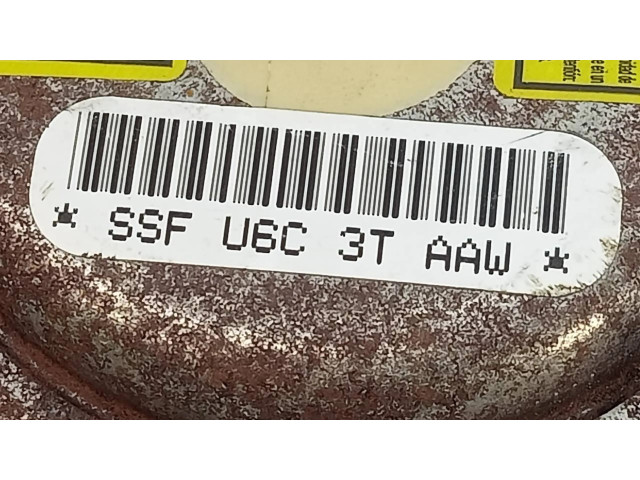 * SSF U6C 3T AAW *